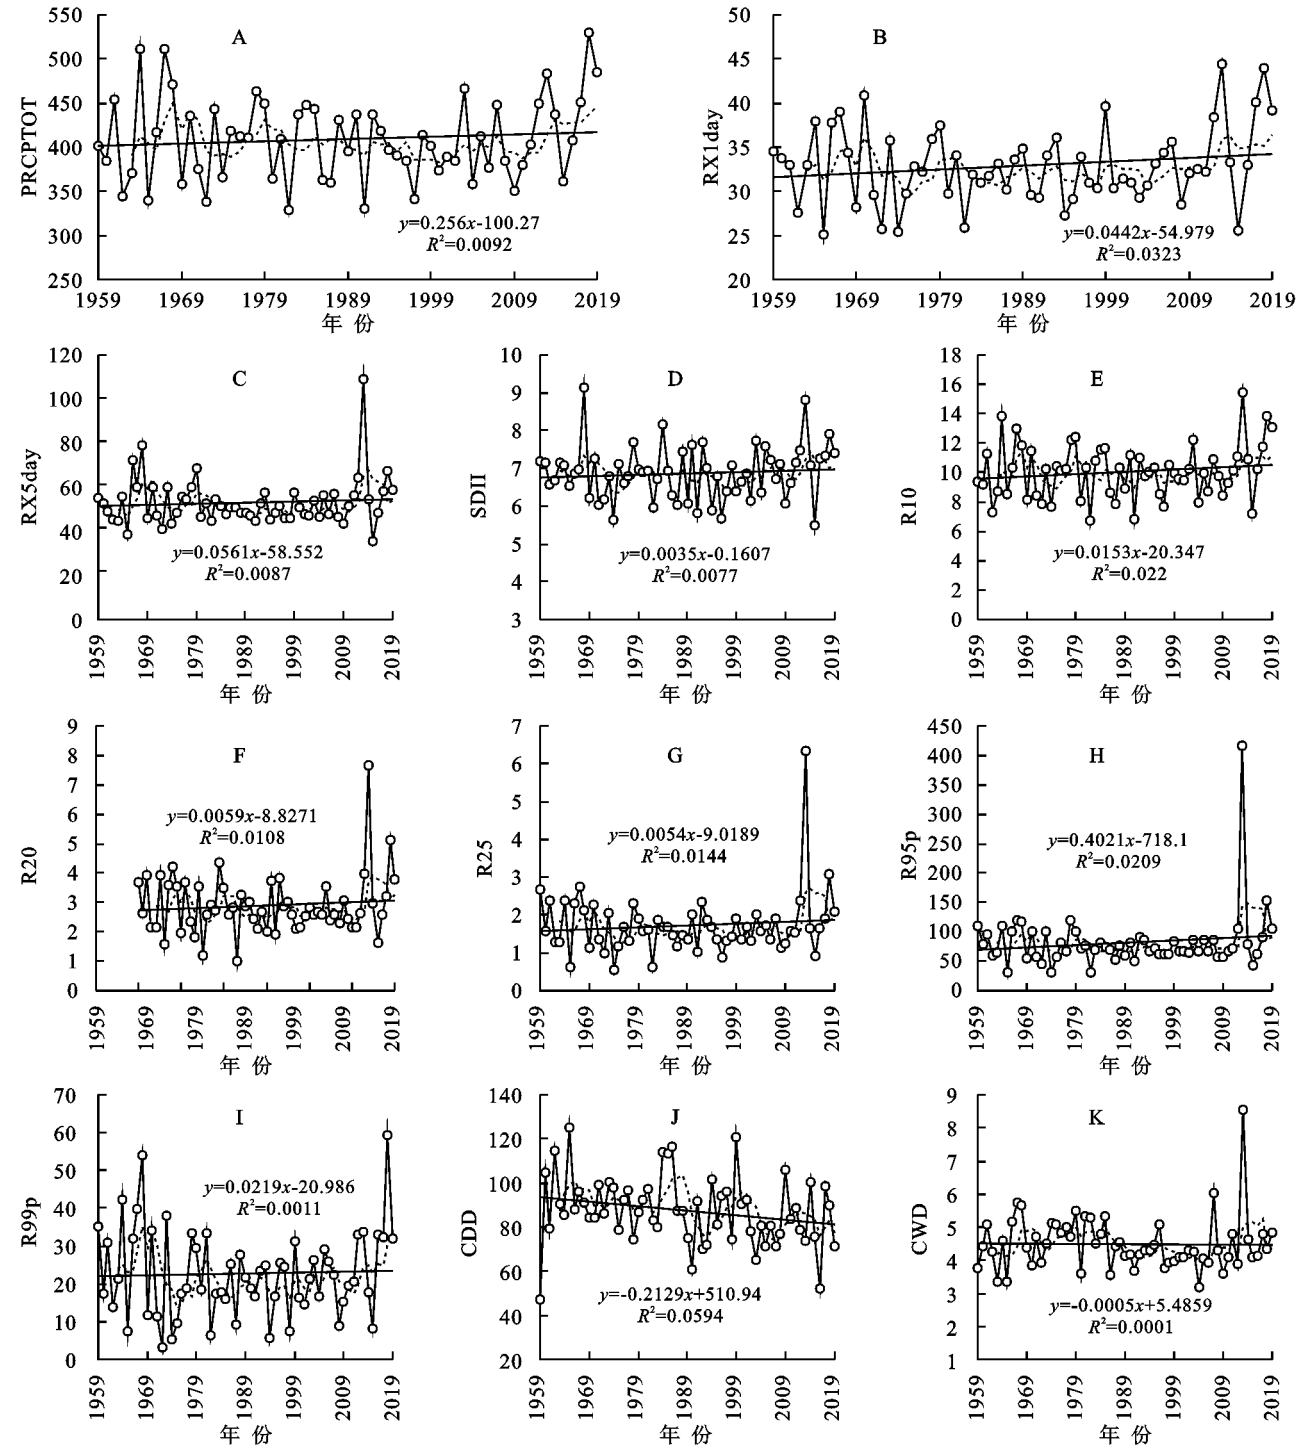 A
PRCPTOT
550
500
450
400
350
300
250
y=0.256x-100.27
R²=0.0092
1959 1969 1979 1989 1999 2009 2019
年 份
B
RX1day
50
45
40
35
30
25
20
y=0.0442x-54.979
R²=0.0323
1959 1969 1979 1989 1999 2009 2019
年 份
C
RX5day
120
100
80
60
40
20
0
y=0.0561x-58.552
R²=0.0087
1959 1969 1979 1989 1999 2009 2019
年 份
D
SDII
10
9
8
7
6
5
4
3
y=0.0035x-0.1607
R²=0.0077
1959 1969 1979 1989 1999 2009 2019
年 份
E
R10
18
16
14
12
10
8
6
4
2
0
y=0.0153x-20.347
R²=0.022
1959 1969 1979 1989 1999 2009 2019
年 份
F
R20
9
8
7
6
5
4
3
2
1
0
y=0.0059x-8.8271
R²=0.0108
1959 1969 1979 1989 1999 2009 2019
年 份
G
R25
7
6
5
4
3
2
1
0
y=0.0054x-9.0189
R²=0.0144
1959 1969 1979 1989 1999 2009 2019
年 份
H
R95p
450
400
350
300
250
200
150
100
50
0
y=0.4021x-718.1
R²=0.0209
1959 1969 1979 1989 1999 2009 2019
年 份
I
R99p
70
60
50
40
30
20
10
0
y=0.0219x-20.986
R²=0.0011
1959 1969 1979 1989 1999 2009 2019
年 份
J
CDD
140
120
100
80
60
40
20
y=-0.2129x+510.94
R²=0.0594
1959 1969 1979 1989 1999 2009 2019
年 份
K
CWD
9
8
7
6
5
4
3
2
1
y=-0.0005x+5.4859
R²=0.0001
1959 1969 1979 1989 1999 2009 2019
年 份